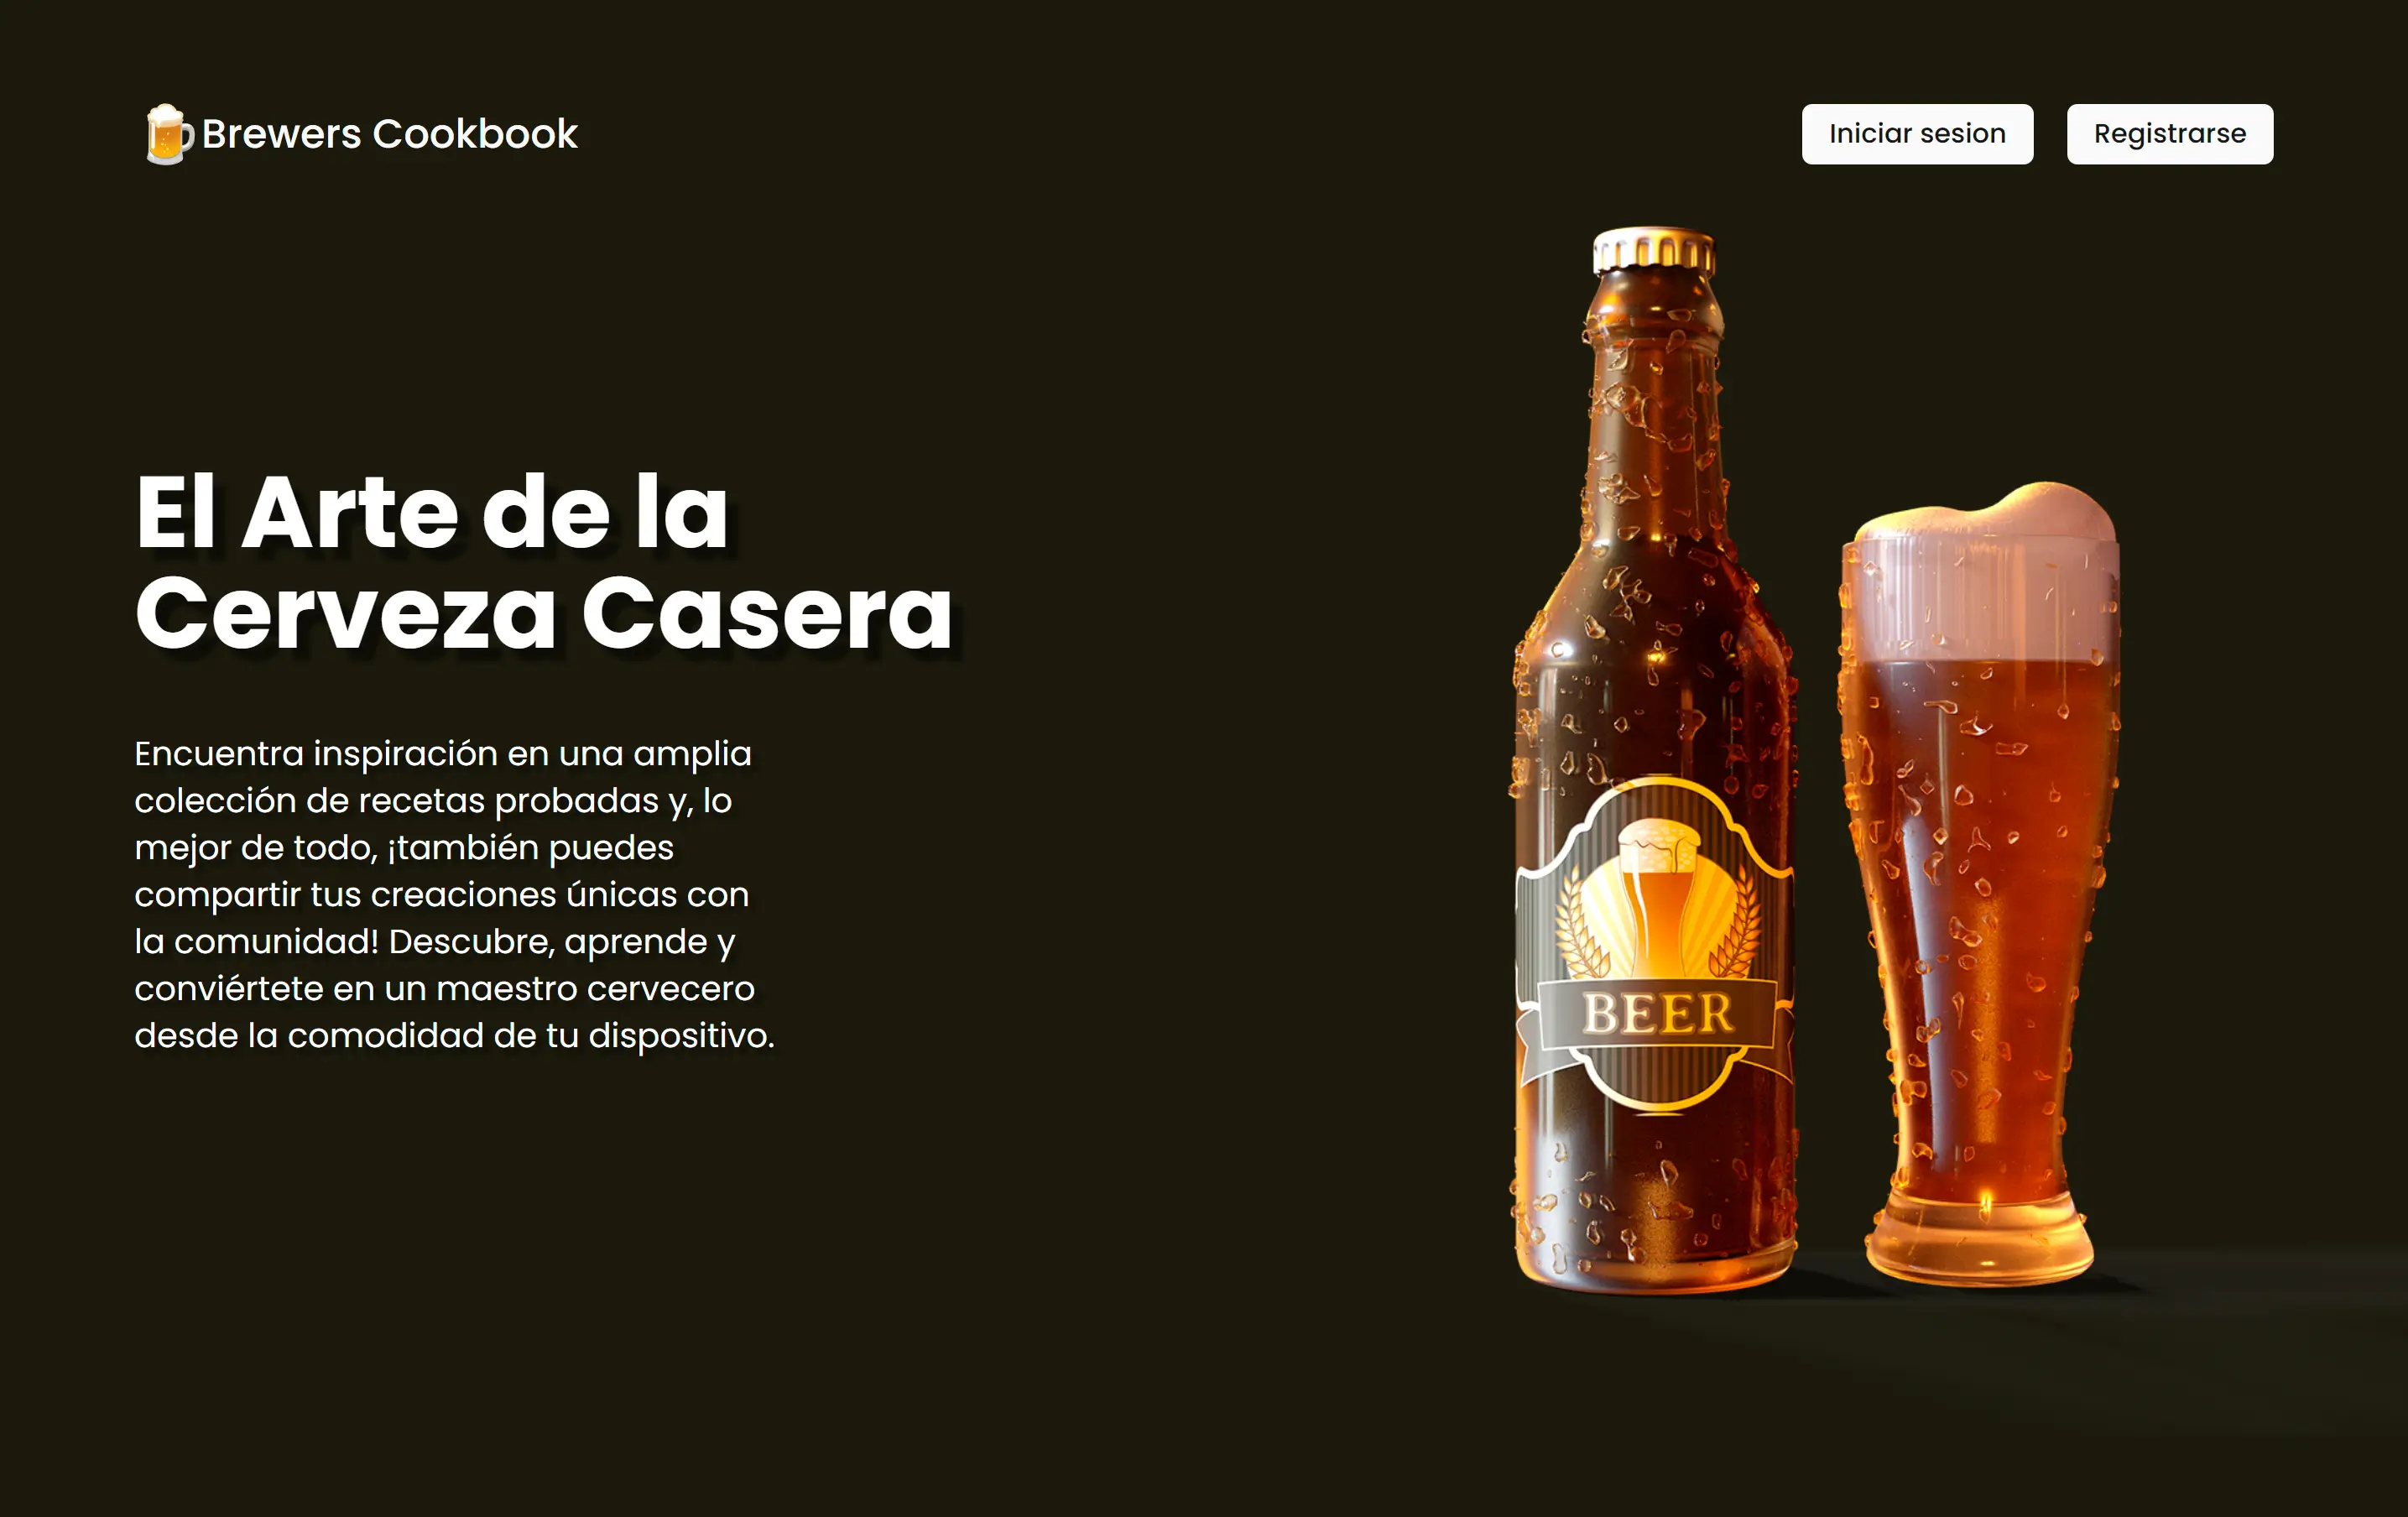 Brewers Cookbook
Iniciar sesion
Registrarse
El Arte de la
Cerveza Casera
Encuentra inspiración en una amplia
colección de recetas probadas y, lo
mejor de todo, ¡también puedes
compartir tus creaciones únicas con
la comunidad! Descubre, aprende y
conviértete en un maestro cervecero
desde la comodidad de tu dispositivo.
BEER